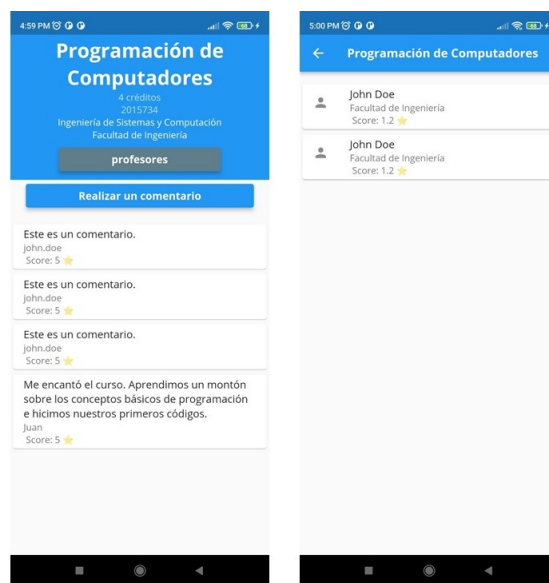 4:59 PM
Programación de
Computadores
4 créditos
2015734
Ingeniería de Sistemas y Computación
Facultad de Ingeniería
profesores
Realizar un comentario
Este es un comentario.
john.doe
Score: 5 ⭐
Este es un comentario.
john.doe
Score: 5 ⭐
Este es un comentario.
john.doe
Score: 5 ⭐
Me encantó el curso. Aprendimos un montón
sobre los conceptos básicos de programación
e hicimos nuestros primeros códigos.
Juan
Score: 5 ⭐
5:00 PM
Programación de Computadores
John Doe
Facultad de Ingeniería
Score: 1.2 ⭐
John Doe
Facultad de Ingeniería
Score: 1.2 ⭐